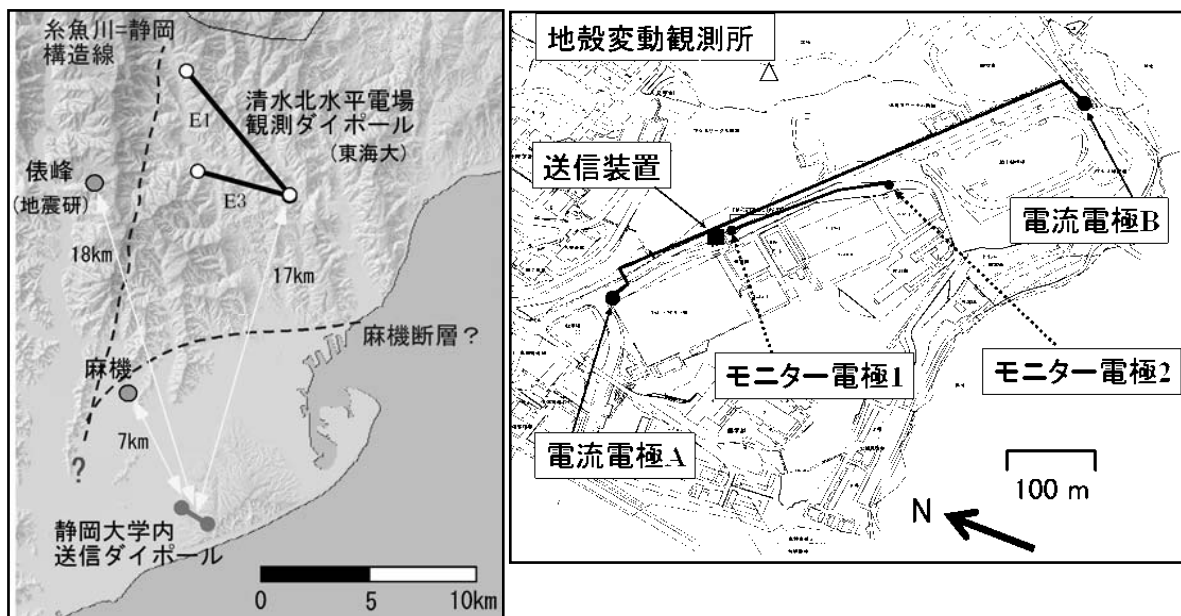 糸魚川=静岡
構造線
E1
清水北水平電場
観測ダイポール
(東海大)
俵峰
(地震研)
E3
18km
17km
麻機断層？
麻機
7km
?
静岡大学内
送信ダイポール
0 5 10km
地殻変動観測所
送信装置
電流電極B
モニター電極1
モニター電極2
電流電極A
100 m
N